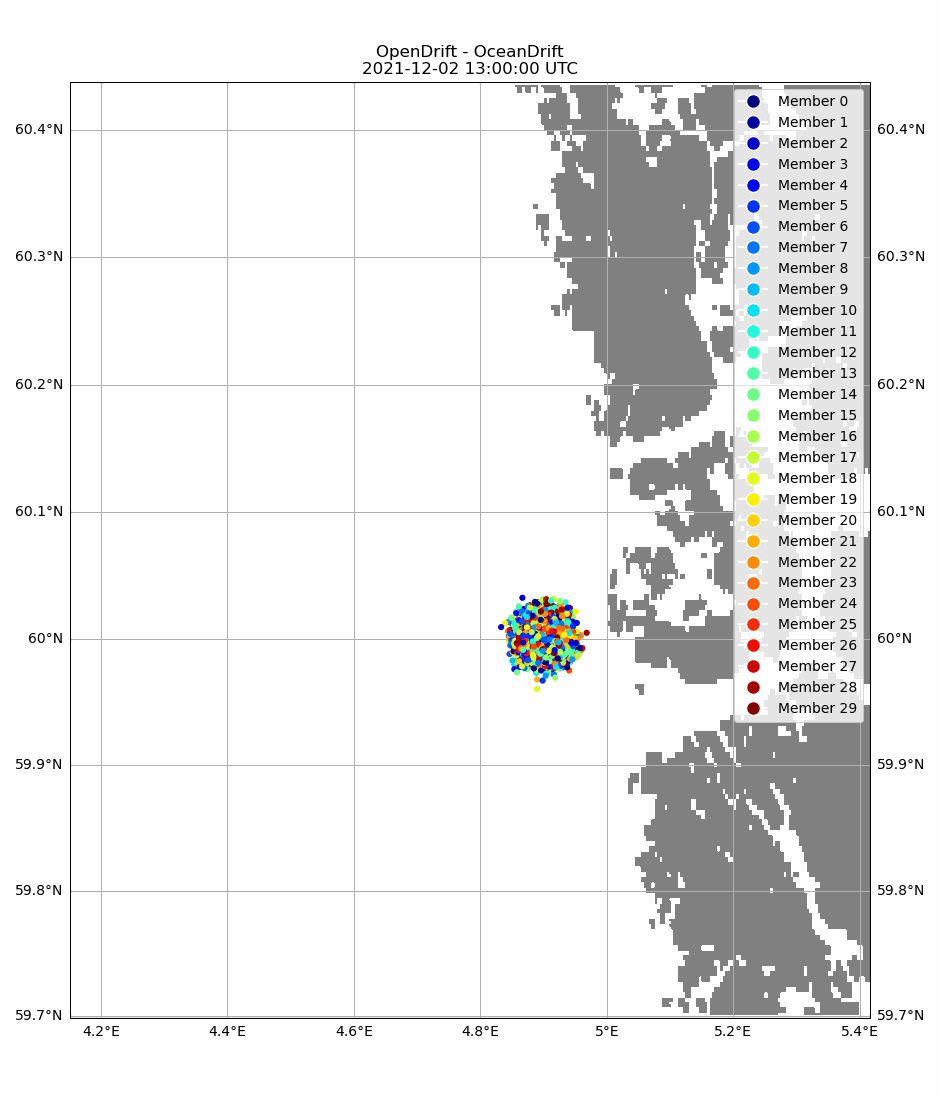 OpenDrift - OceanDrift
2021-12-02 13:00:00 UTC
60.4°N
60.3°N
60.2°N
60.1°N
60°N
59.9°N
59.8°N
59.7°N
60.4°N
60.3°N
60.2°N
60.1°N
60°N
59.9°N
59.8°N
59.7°N
Member 0
Member 1
Member 2
Member 3
Member 4
Member 5
Member 6
Member 7
Member 8
Member 9
Member 10
Member 11
Member 12
Member 13
Member 14
Member 15
Member 16
Member 17
Member 18
Member 19
Member 20
Member 21
Member 22
Member 23
Member 24
Member 25
Member 26
Member 27
Member 28
Member 29
4.2°E 4.4°E 4.6°E 4.8°E 5°E 5.2°E 5.4°E